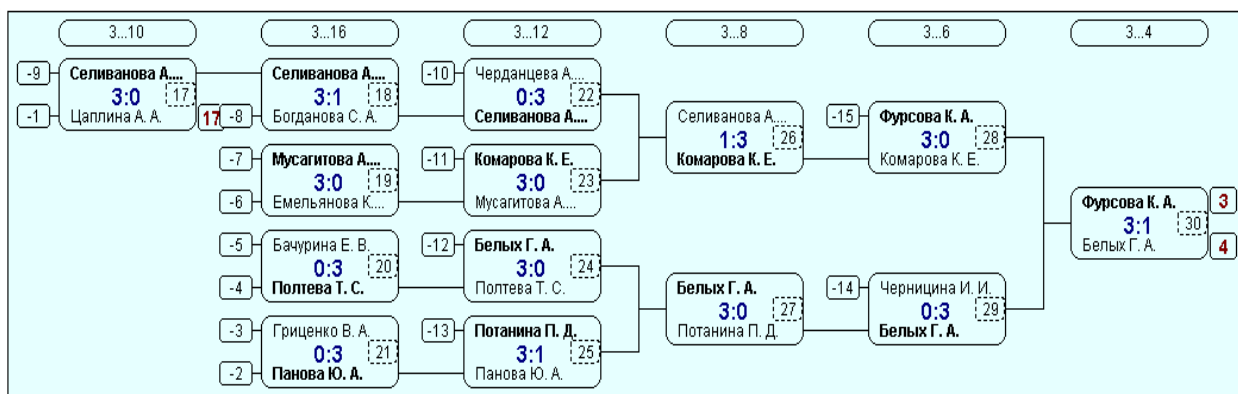 3...10 3...16 3...12 3...8 3...6 3...4
-9 Селиванова А.... 3:0 17 -1 Цаплина А. А. 17
Селиванова А.... 3:1 18 -8 Богданова С. А.
-7 Мусагитова А.... 3:0 19 -6 Емельянова К....
-5 Бачурина Е. В. 0:3 20 -4 Полтева Т. С.
-3 Гриценко В. А. 0:3 21 -2 Панова Ю. А.
-10 Черданцева А.... 0:3 22 Селиванова А....
-11 Комарова К. Е. 3:0 23 Мусагитова А....
-12 Белых Г. А. 3:0 24 Полтева Т. С.
-13 Потанина П. Д. 3:1 25 Панова Ю. А.
Селиванова А.... 1:3 26 Комарова К. Е.
Белых Г. А. 3:0 27 Потанина П. Д.
-15 Фурсова К. А. 3:0 28 Комарова К. Е.
-14 Черницина И. И. 0:3 29 Белых Г. А.
Фурсова К. А. 3 3:1 30 Белых Г. А. 4